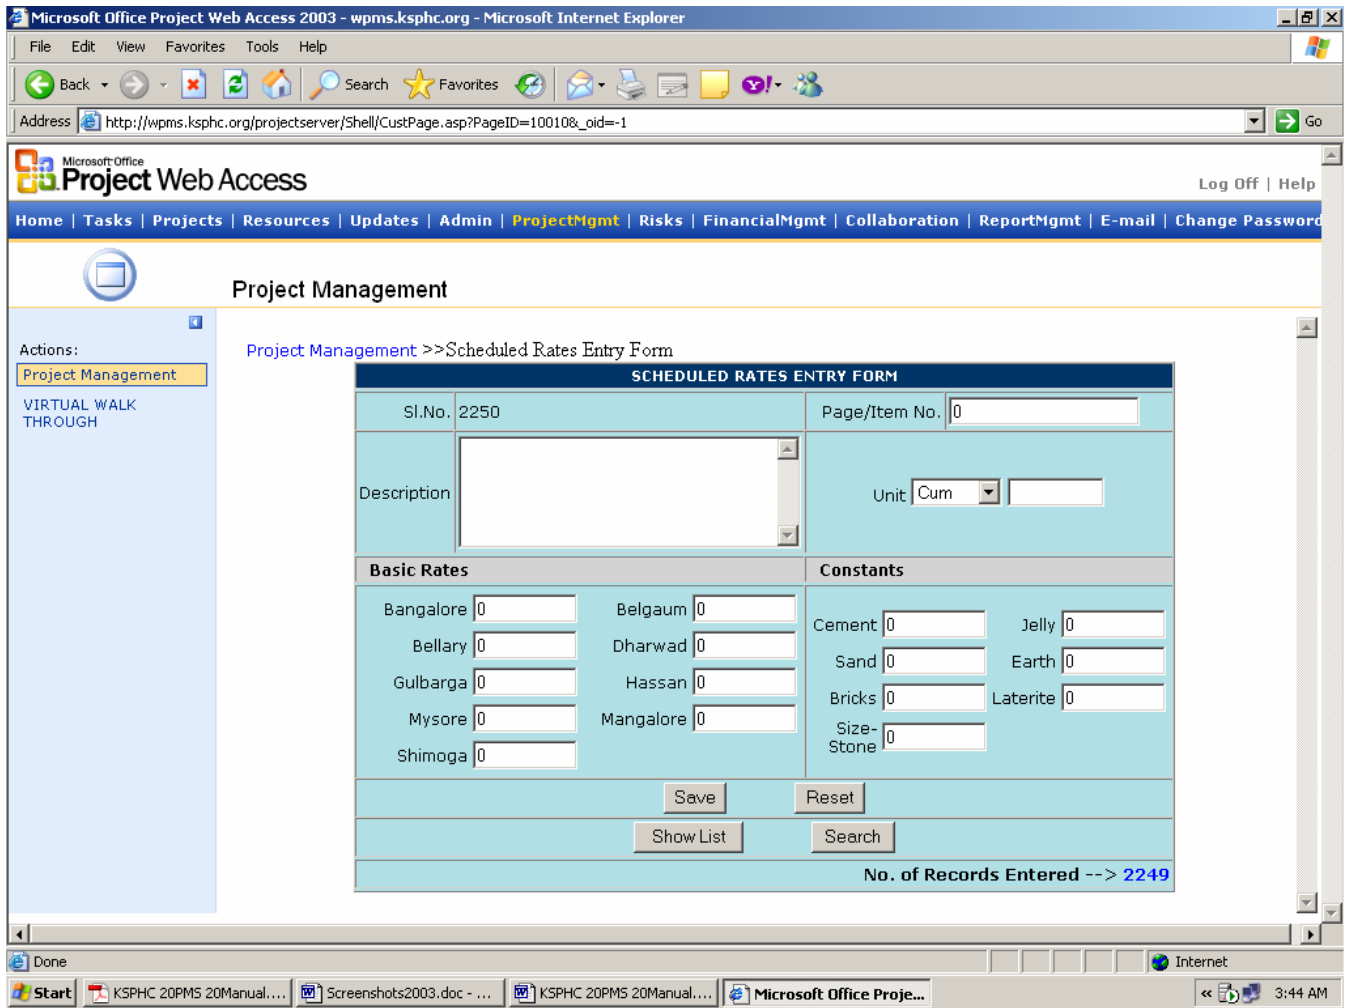 Microsoft Office Project Web Access 2003 - wpms.ksphc.org - Microsoft Internet Explorer
File Edit View Favorites Tools Help
Back Search Favorites
Address http://wpms.ksphc.org/projectserver/Shell/CustPage.asp?PageID=10010&_oid=-1 Go
Microsoft Office
Project Web Access
Log Off | Help
Home | Tasks | Projects | Resources | Updates | Admin | ProjectMgmt | Risks | FinancialMgmt | Collaboration | ReportMgmt | E-mail | Change Password
Project Management
Actions:
Project Management
VIRTUAL WALK
THROUGH
Project Management >>Scheduled Rates Entry Form
SCHEDULED RATES ENTRY FORM
Sl.No. 2250 Page/Item No. 0
Description Unit Cum
Basic Rates Constants
Bangalore 0 Belgaum 0
Bellary 0 Dharwad 0
Gulbarga 0 Hassan 0
Mysore 0 Mangalore 0
Shimoga 0
Cement 0 Jelly 0
Sand 0 Earth 0
Bricks 0 Laterite 0
Size-
Stone 0
Save Reset
Show List Search
No. of Records Entered --> 2249
Done Internet
Start KSPHC 20PMS 20Manual.... Screenshots2003.doc - ... KSPHC 20PMS 20Manual.... Microsoft Office Proje... « 3:44 AM